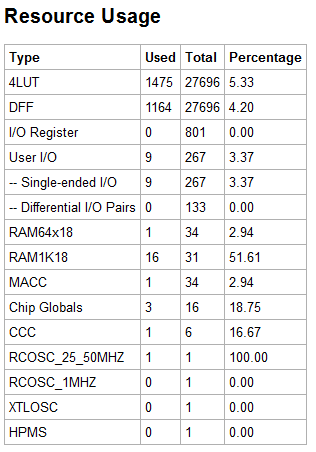 Resource Usage
Type Used Total Percentage
4LUT 1475 27696 5.33
DFF 1164 27696 4.20
I/O Register 0 801 0.00
User I/O 9 267 3.37
-- Single-ended I/O 9 267 3.37
-- Differential I/O Pairs 0 133 0.00
RAM64x18 1 34 2.94
RAM1K18 16 31 51.61
MACC 1 34 2.94
Chip Globals 3 16 18.75
CCC 1 6 16.67
RCOSC_25_50MHZ 1 1 100.00
RCOSC_1MHZ 0 1 0.00
XTLOSC 0 1 0.00
HPMS 0 1 0.00